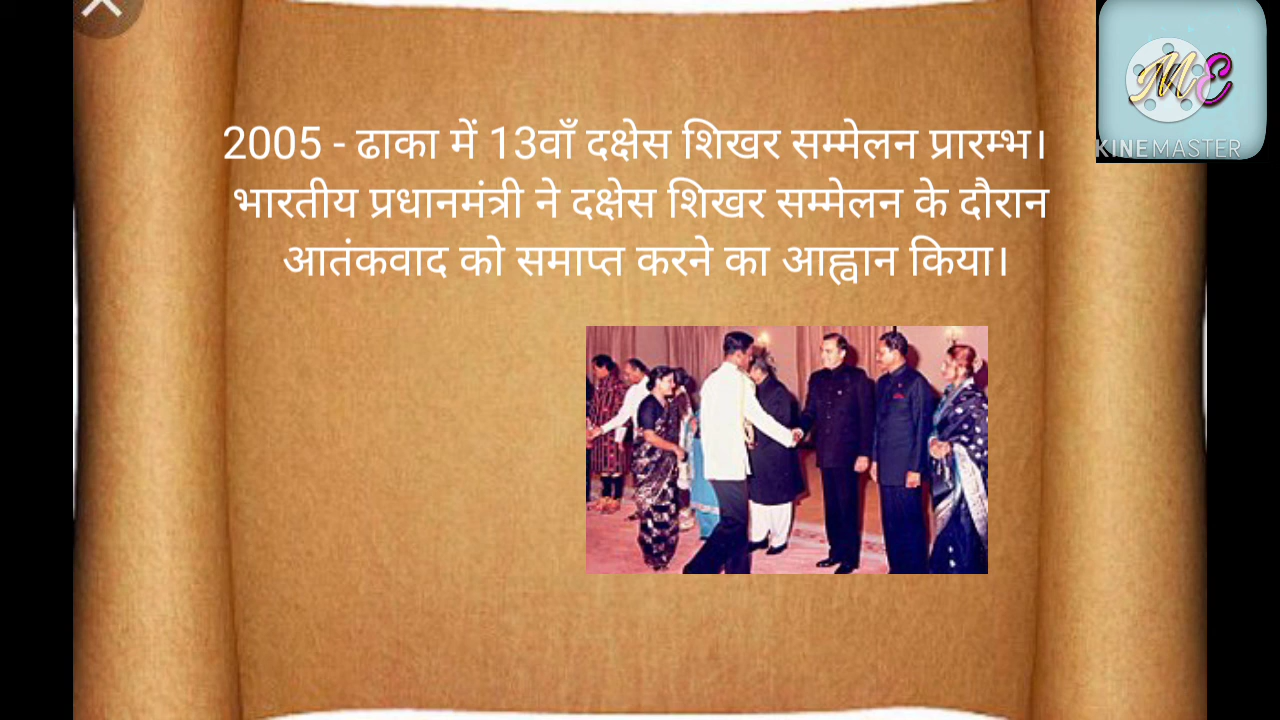 2005 - ढाका में 13वाँ दक्षेस शिखर सम्मेलन प्रारम्भ।
भारतीय प्रधानमंत्री ने दक्षेस शिखर सम्मेलन के दौरान
आतंकवाद को समाप्त करने का आह्वान किया।
ME
KINEMASTER